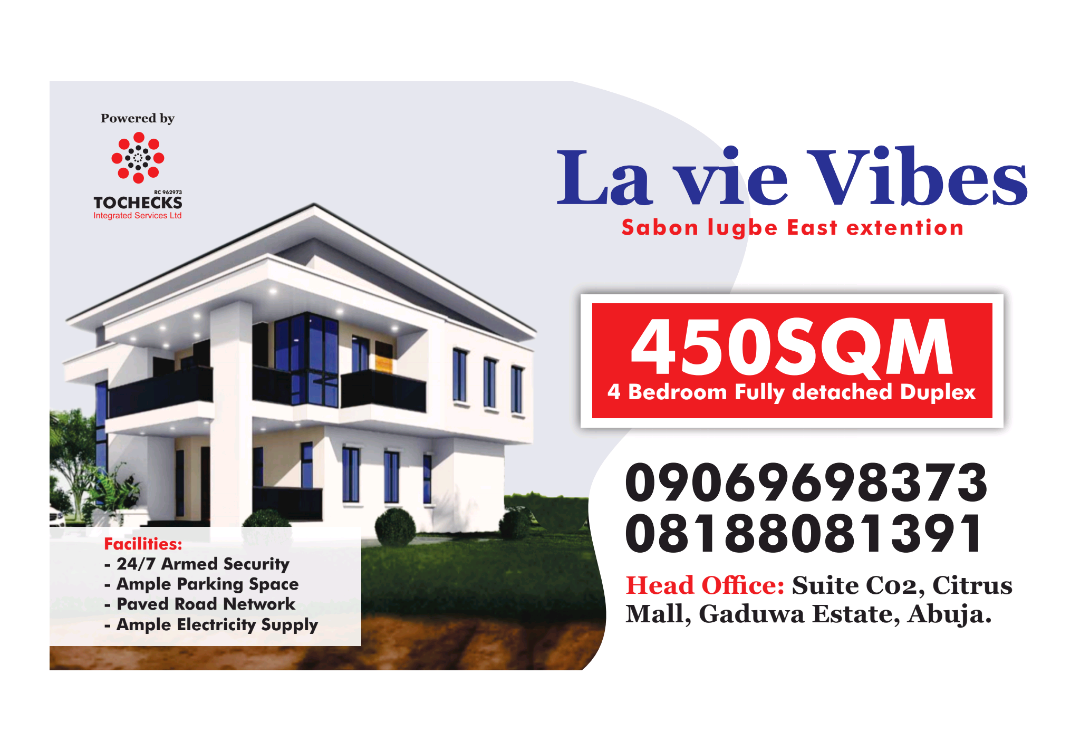 Powered by
RC 963973
TOCHECKS
Integrated Services Ltd
La vie Vibes
Sabon lugbe East extention
450SQM
4 Bedroom Fully detached Duplex
09069698373
08188081391
Head Office: Suite C02, Citrus
Mall, Gaduwa Estate, Abuja.
Facilities:
- 24/7 Armed Security
- Ample Parking Space
- Paved Road Network
- Ample Electricity Supply